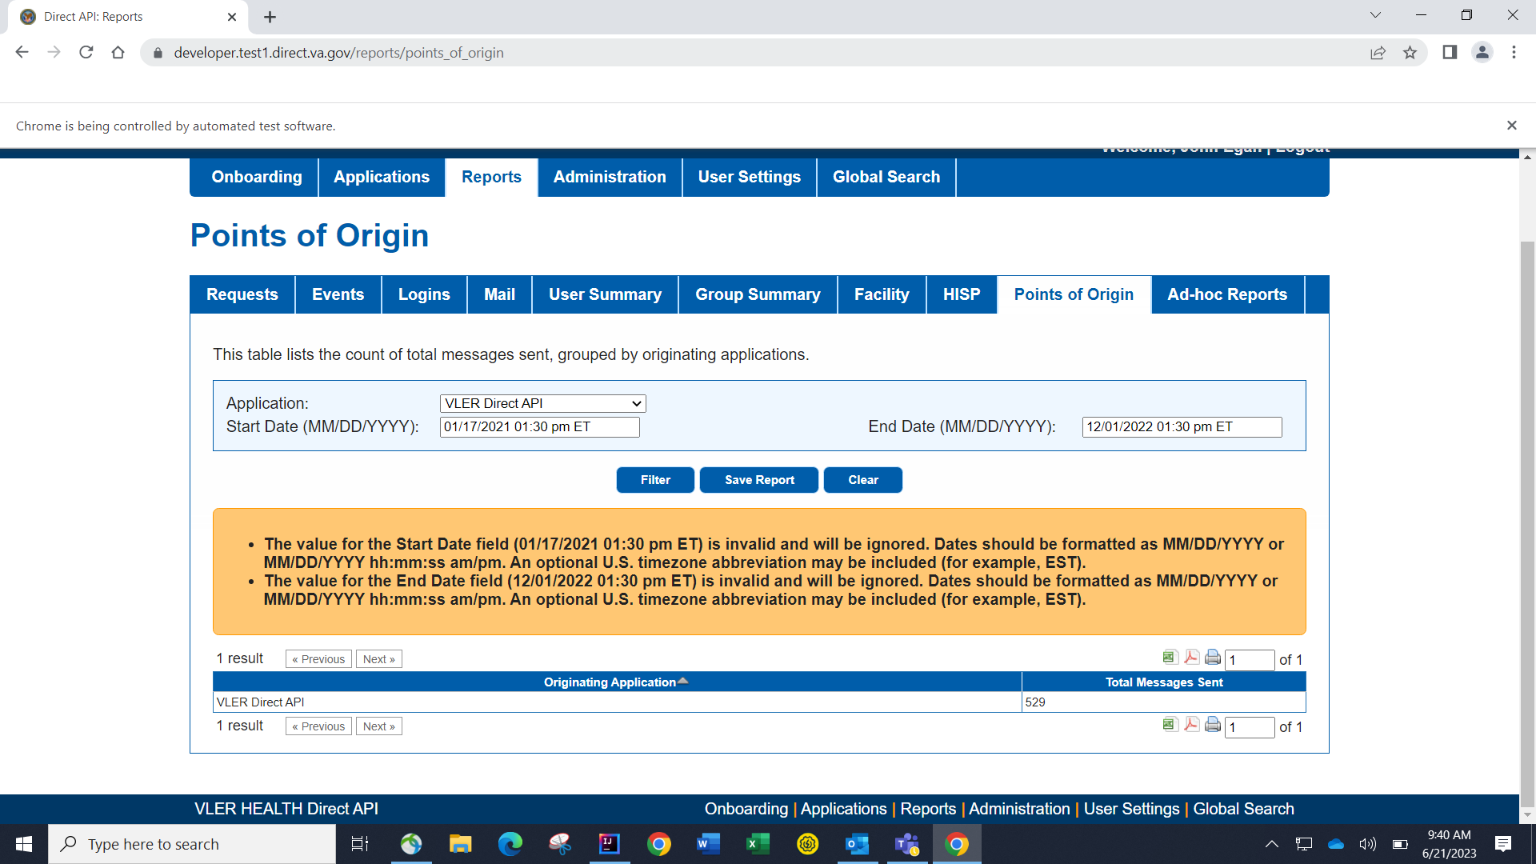 Direct API: Reports
developer.test1.direct.va.gov/reports/points_of_origin
Chrome is being controlled by automated test software.
Welcome, John Egan | Logout
Onboarding Applications Reports Administration User Settings Global Search
Points of Origin
Requests Events Logins Mail User Summary Group Summary Facility HISP Points of Origin Ad-hoc Reports
This table lists the count of total messages sent, grouped by originating applications.
Application: VLER Direct API
Start Date (MM/DD/YYYY): 01/17/2021 01:30 pm ET End Date (MM/DD/YYYY): 12/01/2022 01:30 pm ET
Filter Save Report Clear
• The value for the Start Date field (01/17/2021 01:30 pm ET) is invalid and will be ignored. Dates should be formatted as MM/DD/YYYY or
MM/DD/YYYY hh:mm:ss am/pm. An optional U.S. timezone abbreviation may be included (for example, EST).
• The value for the End Date field (12/01/2022 01:30 pm ET) is invalid and will be ignored. Dates should be formatted as MM/DD/YYYY or
MM/DD/YYYY hh:mm:ss am/pm. An optional U.S. timezone abbreviation may be included (for example, EST).
1 result « Previous Next » 1 of 1
Originating Application Total Messages Sent
VLER Direct API 529
1 result « Previous Next » 1 of 1
VLER HEALTH Direct API Onboarding | Applications | Reports | Administration | User Settings | Global Search
Type here to search
9:40 AM
6/21/2023